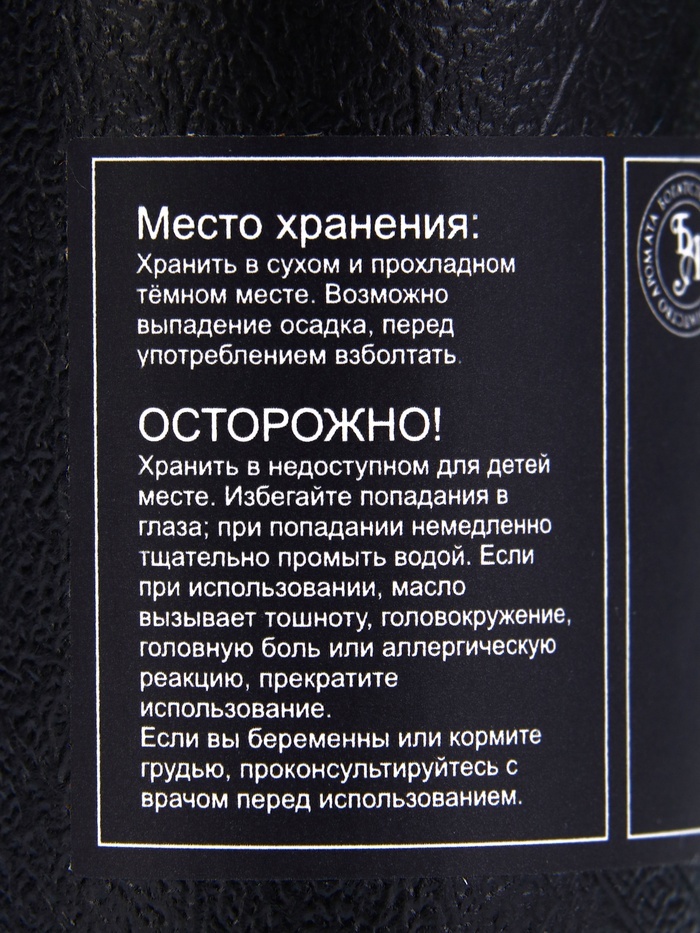 Место хранения:
Хранить в сухом и прохладном
тёмном месте. Возможно
выпадение осадка, перед
употреблением взболтать.
ОСТОРОЖНО!
Хранить в недоступном для детей
месте. Избегайте попадания в
глаза; при попадании немедленно
тщательно промыть водой. Если
при использовании, масло
вызывает тошноту, головокружение,
головную боль или аллергическую
реакцию, прекратите
использование.
Если вы беременны или кормите
грудью, проконсультируйтесь с
врачом перед использованием.
АРОМАТА